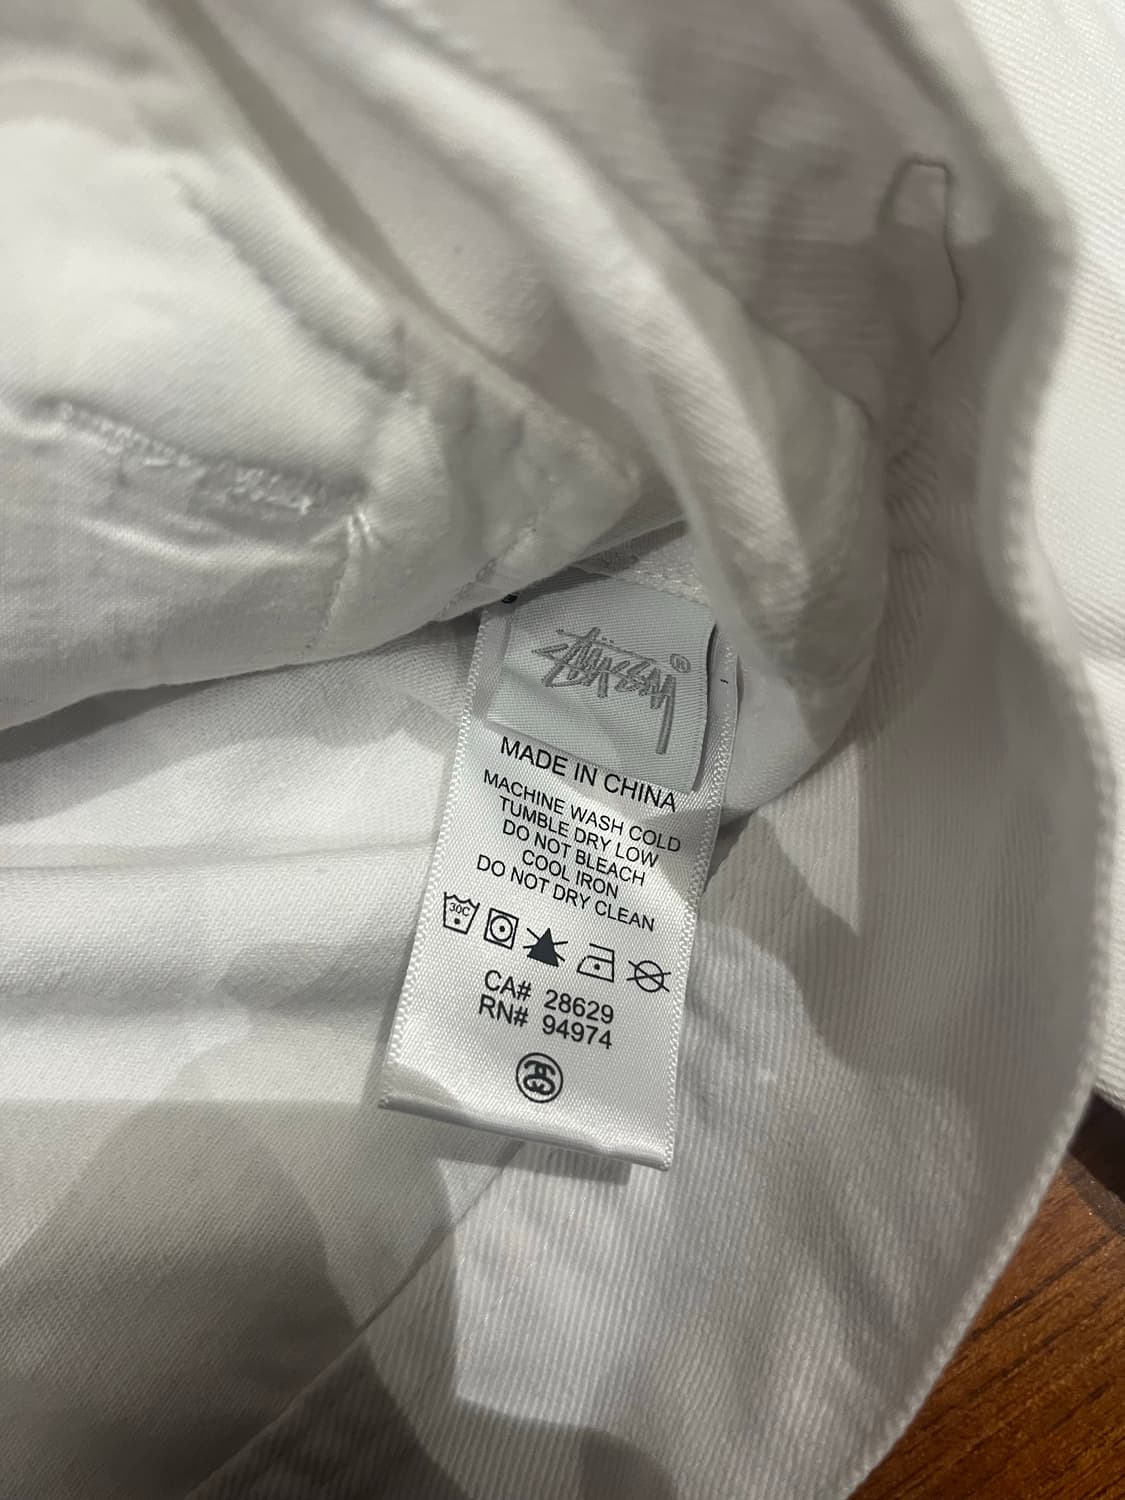 Stüssy ®
MADE IN CHINA
MACHINE WASH COLD
TUMBLE DRY LOW
DO NOT BLEACH
COOL IRON
DO NOT DRY CLEAN
30C
CA# 28629
RN# 94974